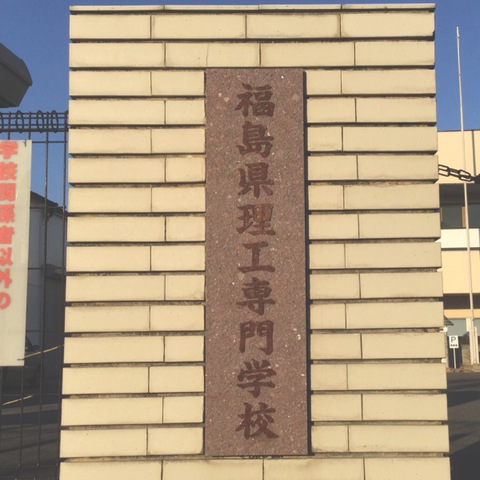 福島県理工専門学校
学校関係者以外の
P